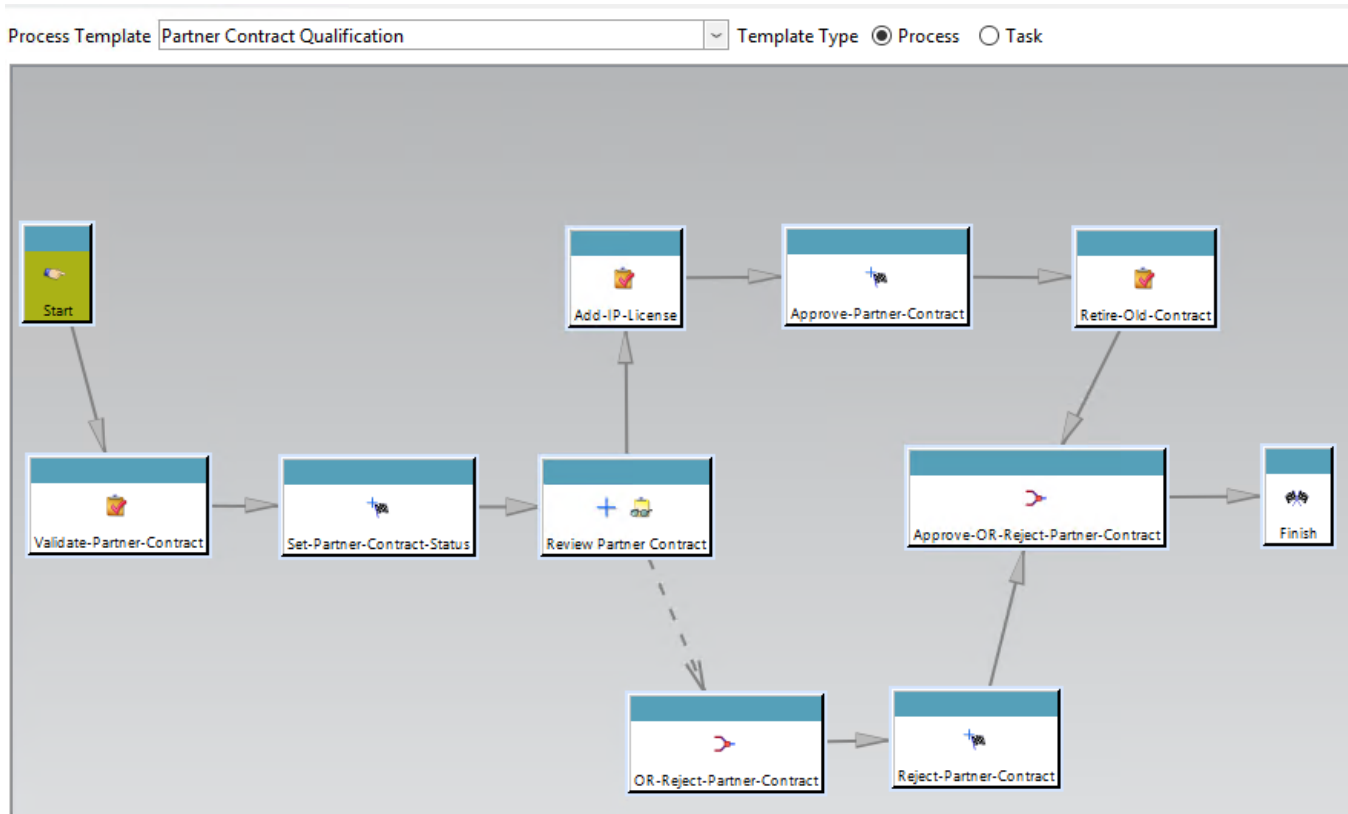 Process Template Partner Contract Qualification Template Type Process Task
Start
Add-IP-License
Approve-Partner-Contract
Retire-Old-Contract
Validate-Partner-Contract
Set-Partner-Contract-Status
Review Partner Contract
Approve-OR-Reject-Partner-Contract
Finish
OR-Reject-Partner-Contract
Reject-Partner-Contract